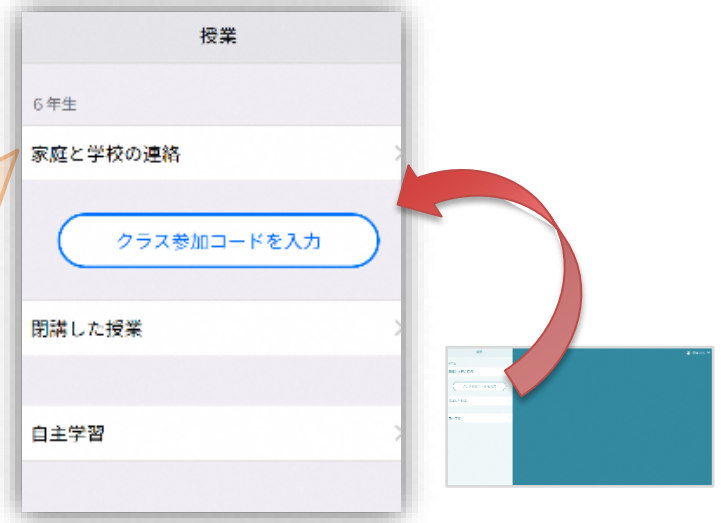 授業
6年生
家庭と学校の連絡
クラス参加コードを入力
閉講した授業
自主学習